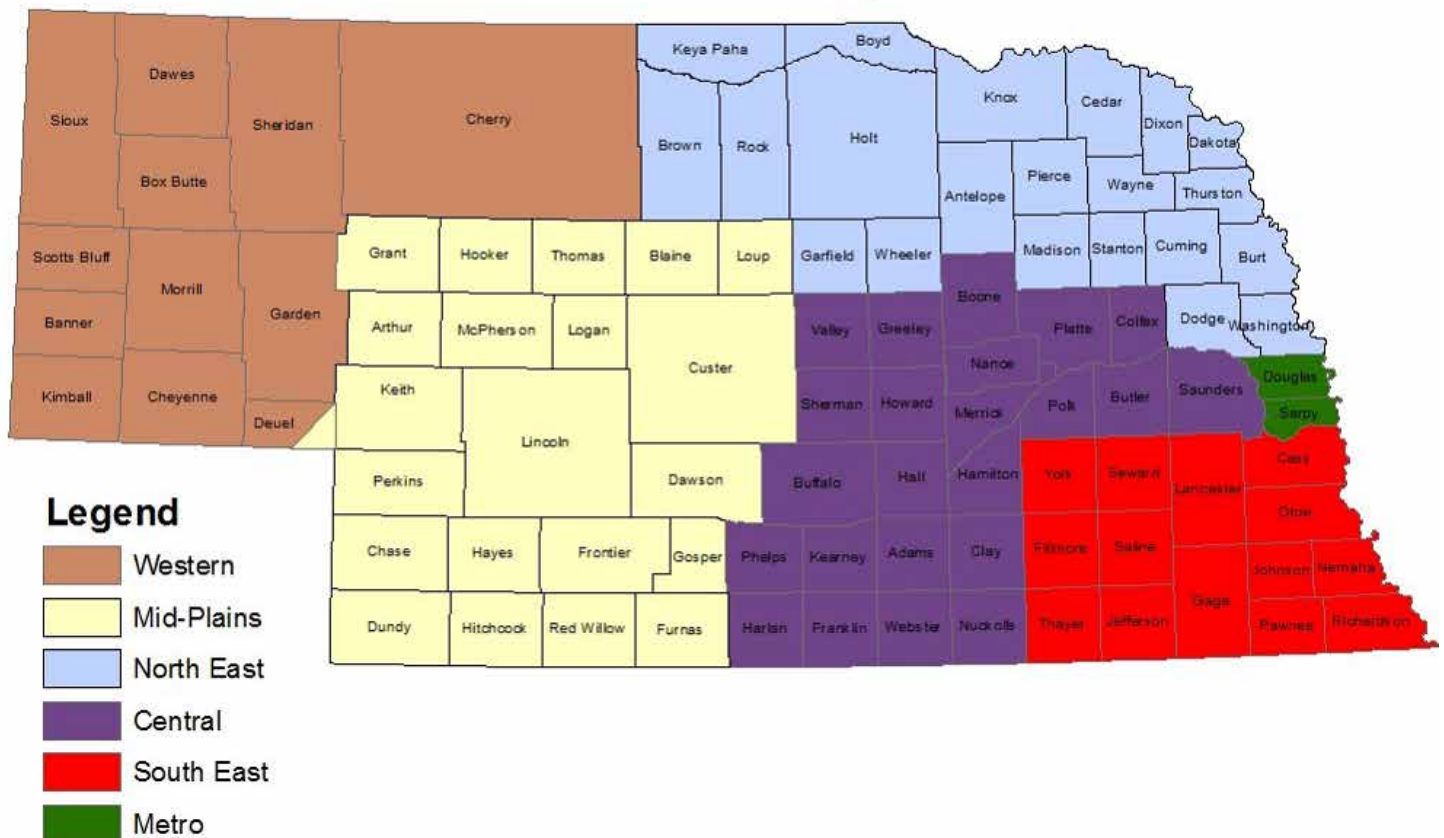 Keya Paha
Boyd
Dawes
Sioux
Sheridan
Cherry
Knox
Cedar
Dixon
Dakota
Brown
Rock
Holt
Box Butte
Antelope
Pierce
Wayne
Thurston
Scotts Bluff
Grant
Hooker
Thomas
Blaine
Loup
Garfield
Wheeler
Madison
Stanton
Cuming
Burt
Morrill
Garden
Boone
Banner
Arthur
McPherson
Logan
Valley
Greeley
Platte
Colfax
Dodge
Washington
Custer
Nance
Kimball
Cheyenne
Keith
Douglas
Sherman
Howard
Merrick
Polk
Butler
Saunders
Sarpy
Deuel
Lincoln
Perkins
Dawson
Buffalo
Hall
Hamilton
York
Seward
Lancaster
Cass
Otoe
Chase
Hayes
Frontier
Gosper
Phelps
Kearney
Adams
Clay
Fillmore
Saline
Johnson
Nemaha
Gage
Dundy
Hitchcock
Red Willow
Furnas
Harlan
Franklin
Webster
Nuckolls
Thayer
Jefferson
Pawnee
Richardson
Legend
Western
Mid-Plains
North East
Central
South East
Metro